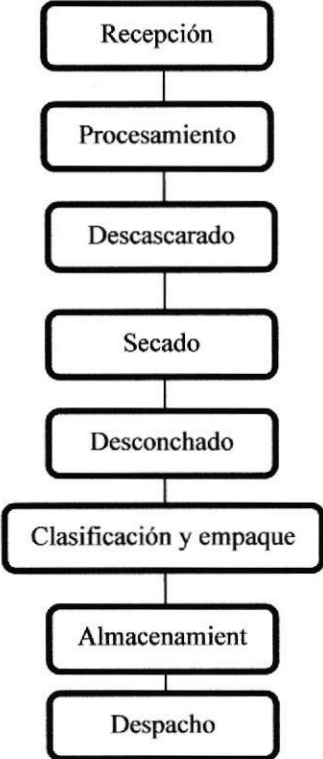 Recepción
Procesamiento
Descascarado
Secado
Desconchado
Clasificación y empaque
Almacenamient
Despacho